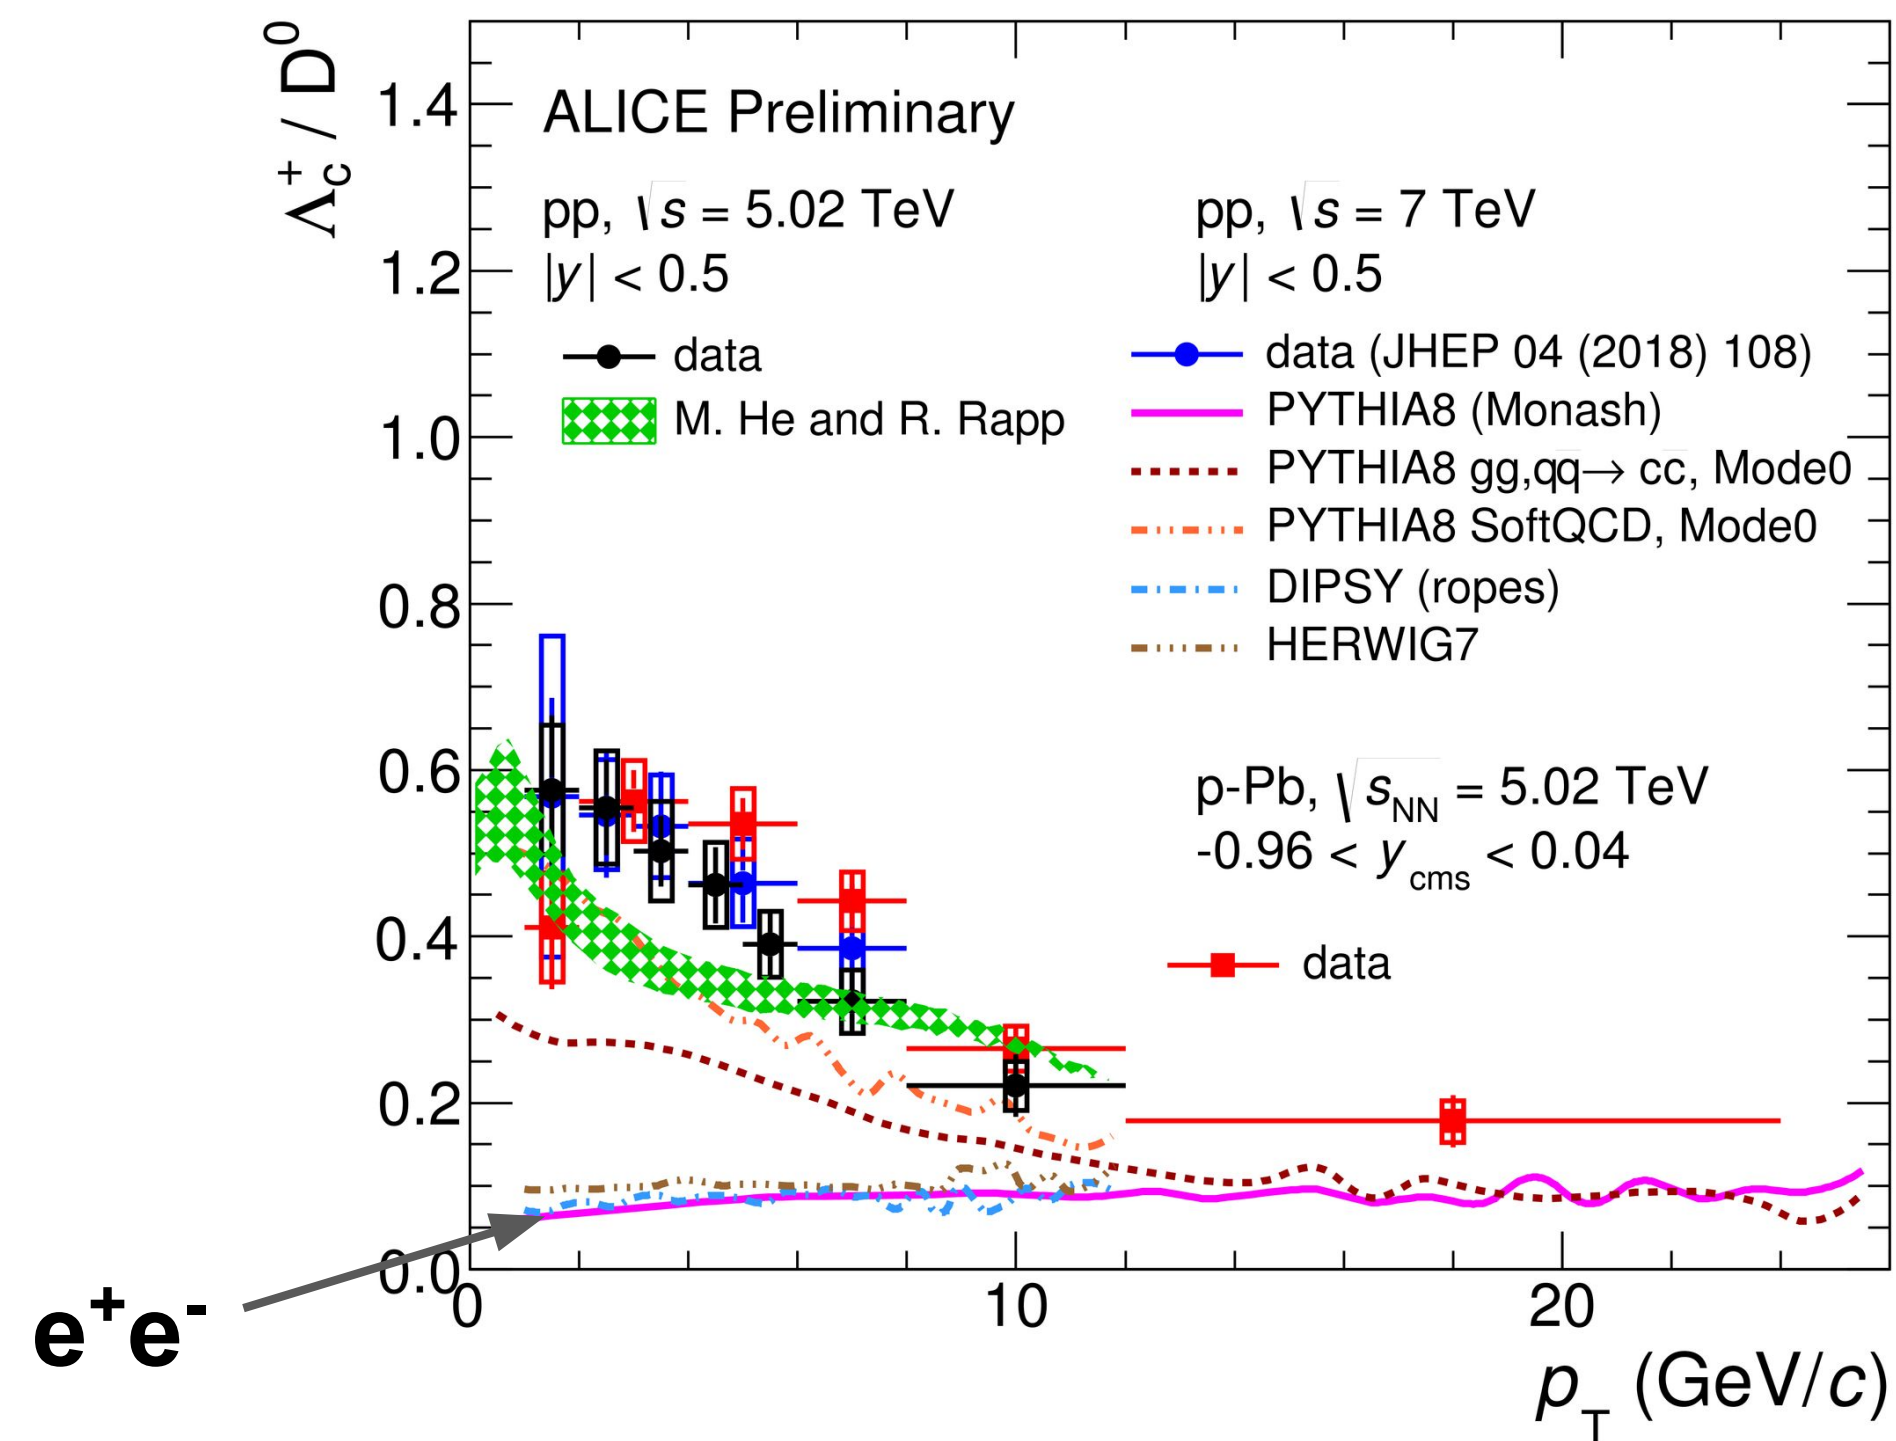 Λc+ / D0
ALICE Preliminary
pp, √s = 5.02 TeV
|y| < 0.5
data
M. He and R. Rapp
pp, √s = 7 TeV
|y| < 0.5
data (JHEP 04 (2018) 108)
PYTHIA8 (Monash)
PYTHIA8 gg,qq̄→ cc̄, Mode0
PYTHIA8 SoftQCD, Mode0
DIPSY (ropes)
HERWIG7
p-Pb, √sNN = 5.02 TeV
-0.96 < ycms < 0.04
data
1.4
1.2
1.0
0.8
0.6
0.4
0.2
0.0
0 10 20
pT (GeV/c)
e+e-